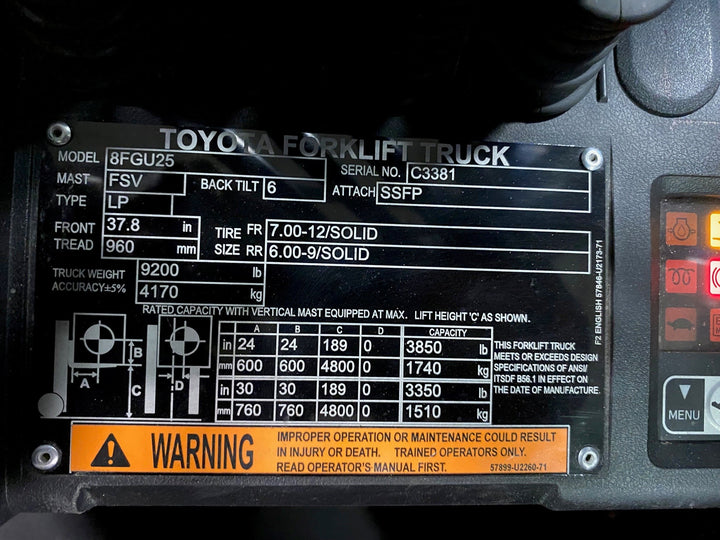 TOYOTA FORKLIFT TRUCK
MODEL 8FGU25 SERIAL NO. C3381
MAST FSV BACK TILT 6 ATTACH SSFP
TYPE LP
FRONT TREAD 37.8 in 960 mm
TIRE SIZE FR 7.00-12/SOLID
RR 6.00-9/SOLID
TRUCK WEIGHT 9200 lb
ACCURACY±5% 4170 kg
RATED CAPACITY WITH VERTICAL MAST EQUIPPED AT MAX. LIFT HEIGHT 'C' AS SHOWN.
A B C D CAPACITY
in 24 24 189 0 3850 lb
mm 600 600 4800 0 1740 kg
in 30 30 189 0 3350 lb
mm 760 760 4800 0 1510 kg
A B C D
THIS FORKLIFT TRUCK
MEETS OR EXCEEDS DESIGN
SPECIFICATIONS OF ANSI/
ITSDF B56.1 IN EFFECT ON
THE DATE OF MANUFACTURE.
F2 ENGLISH 57846-U2173-71
WARNING
IMPROPER OPERATION OR MAINTENANCE COULD RESULT
IN INJURY OR DEATH. TRAINED OPERATORS ONLY.
READ OPERATOR'S MANUAL FIRST. 57899-U2260-71
MENU